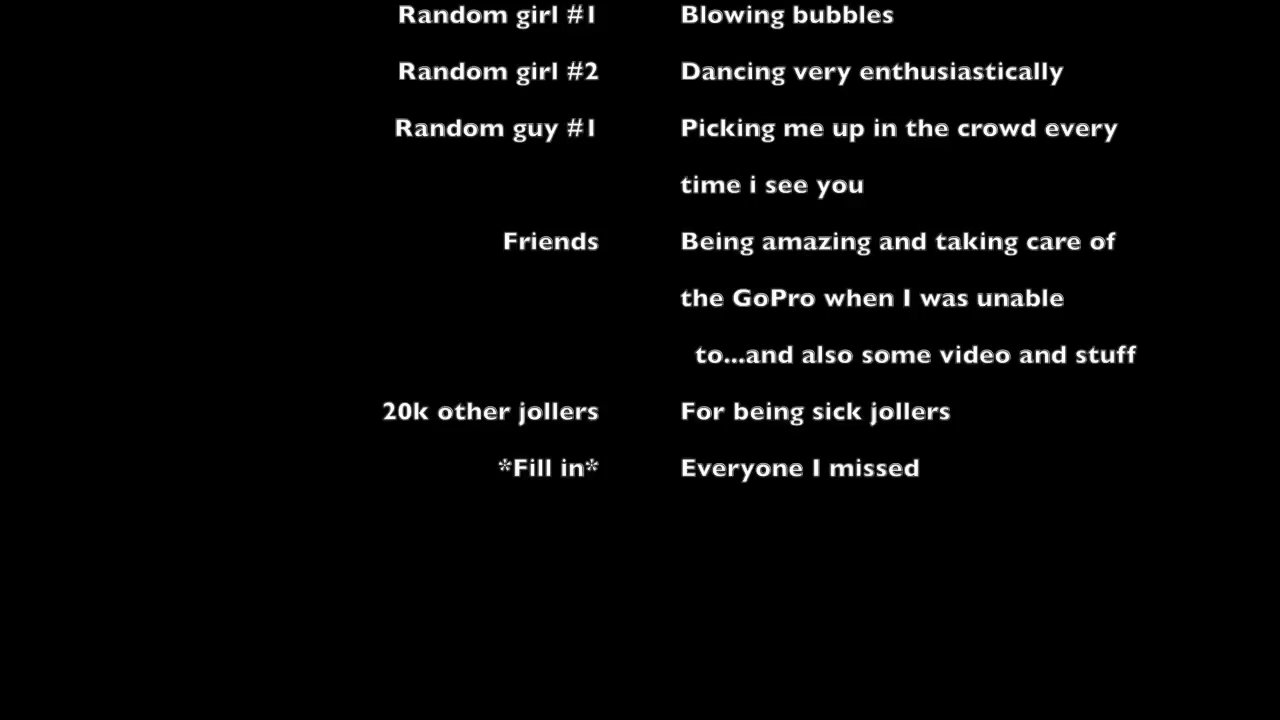 Random girl #1 Blowing bubbles
Random girl #2 Dancing very enthusiastically
Random guy #1 Picking me up in the crowd every
time i see you
Friends Being amazing and taking care of
the GoPro when I was unable
to...and also some video and stuff
20k other jollers For being sick jollers
*Fill in* Everyone I missed